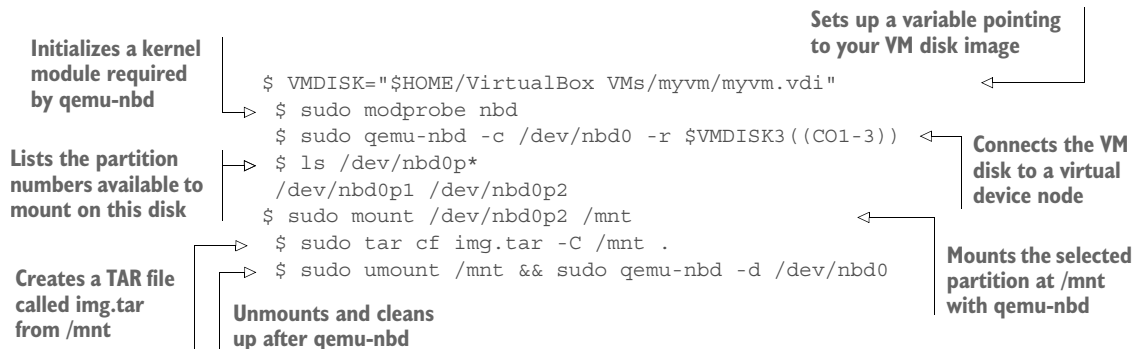 Sets up a variable pointing
to your VM disk image
Initializes a kernel
module required
by qemu-nbd
$ VMDISK="$HOME/VirtualBox VMs/myvm/myvm.vdi"
$ sudo modprobe nbd
$ sudo qemu-nbd -c /dev/nbd0 -r $VMDISK3((CO1-3))
Connects the VM
disk to a virtual
device node
Lists the partition
numbers available to
mount on this disk
$ ls /dev/nbd0p*
/dev/nbd0p1 /dev/nbd0p2
$ sudo mount /dev/nbd0p2 /mnt
$ sudo tar cf img.tar -C /mnt .
$ sudo umount /mnt && sudo qemu-nbd -d /dev/nbd0
Mounts the selected
partition at /mnt
with qemu-nbd
Creates a TAR file
called img.tar
from /mnt
Unmounts and cleans
up after qemu-nbd